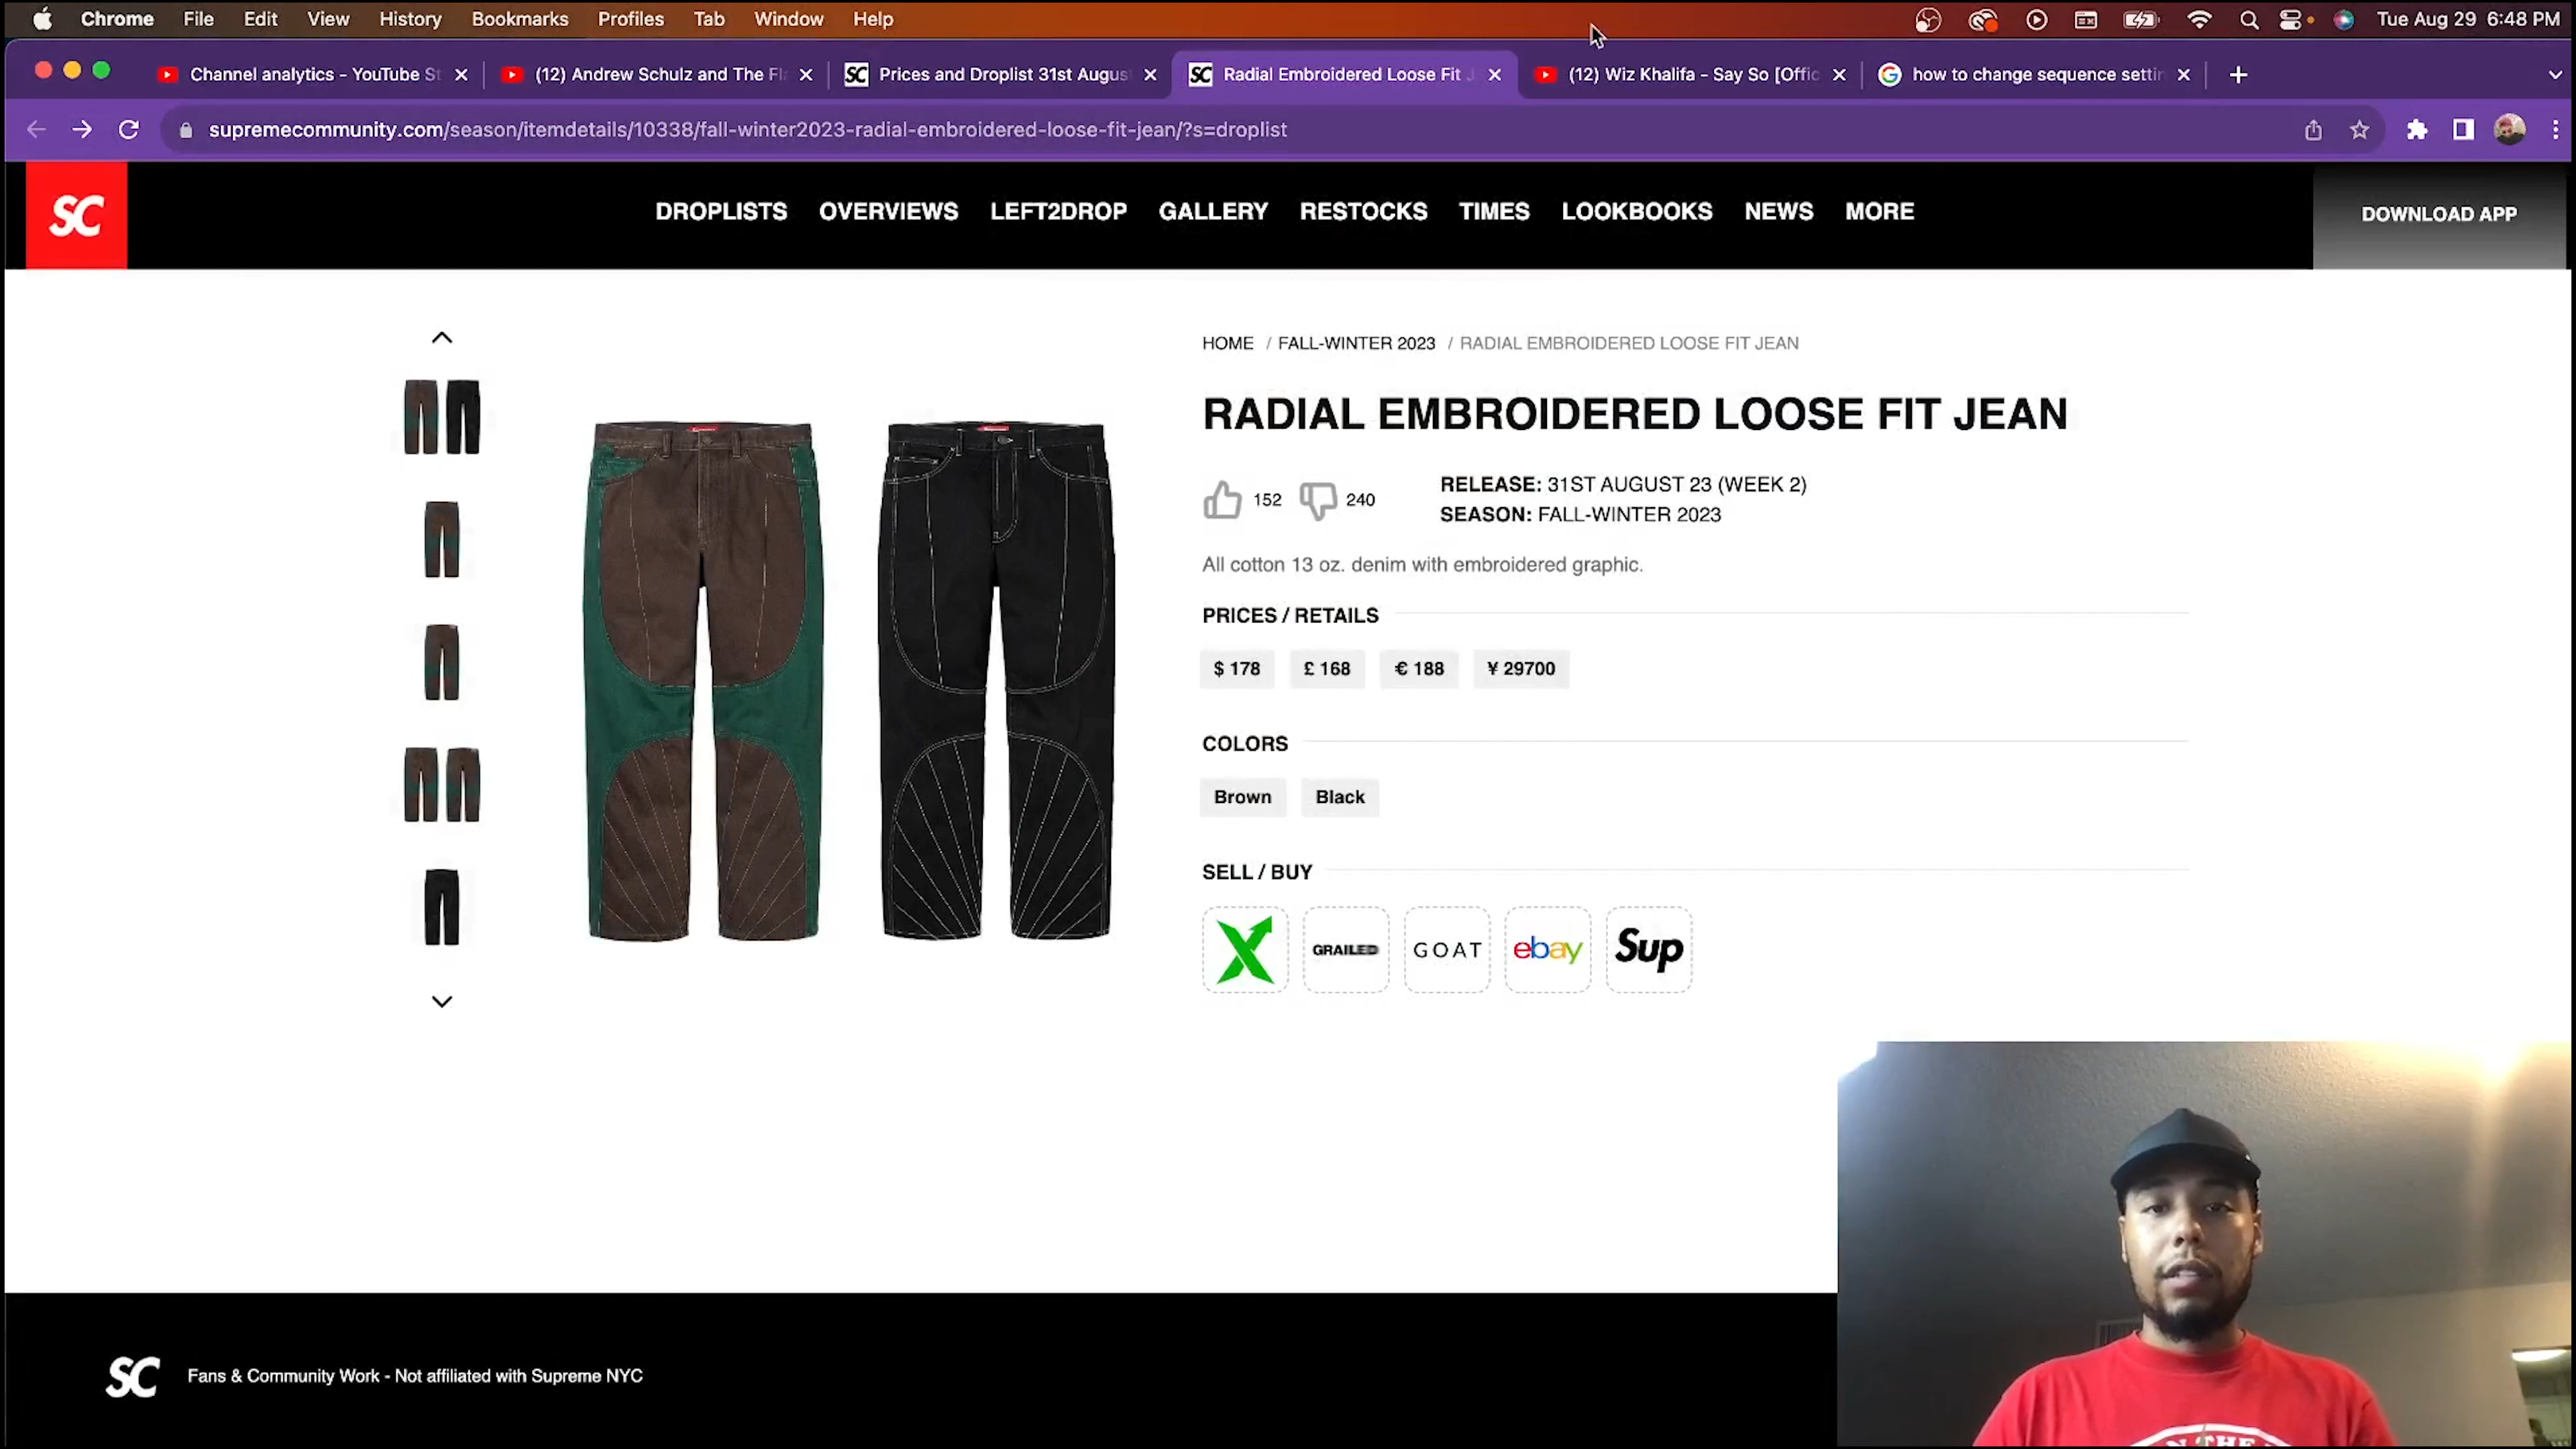 Chrome File Edit View History Bookmarks Profiles Tab Window Help Tue Aug 29 6:48 PM
Channel analytics - YouTube St (12) Andrew Schulz and The Fla Prices and Droplist 31st Augus Radial Embroidered Loose Fit J (12) Wiz Khalifa - Say So [Offic how to change sequence settin
supremecommunity.com/season/itemdetails/10338/fall-winter2023-radial-embroidered-loose-fit-jean/?s=droplist
SC DROPLISTS OVERVIEWS LEFT2DROP GALLERY RESTOCKS TIMES LOOKBOOKS NEWS MORE DOWNLOAD APP
HOME / FALL-WINTER 2023 / RADIAL EMBROIDERED LOOSE FIT JEAN
RADIAL EMBROIDERED LOOSE FIT JEAN
152 240
RELEASE: 31ST AUGUST 23 (WEEK 2)
SEASON: FALL-WINTER 2023
All cotton 13 oz. denim with embroidered graphic.
PRICES / RETAILS
$ 178 £ 168 € 188 ¥ 29700
COLORS
Brown Black
SELL / BUY
X GRAILED GOAT ebay Sup
SC Fans & Community Work - Not affiliated with Supreme NYC
THE